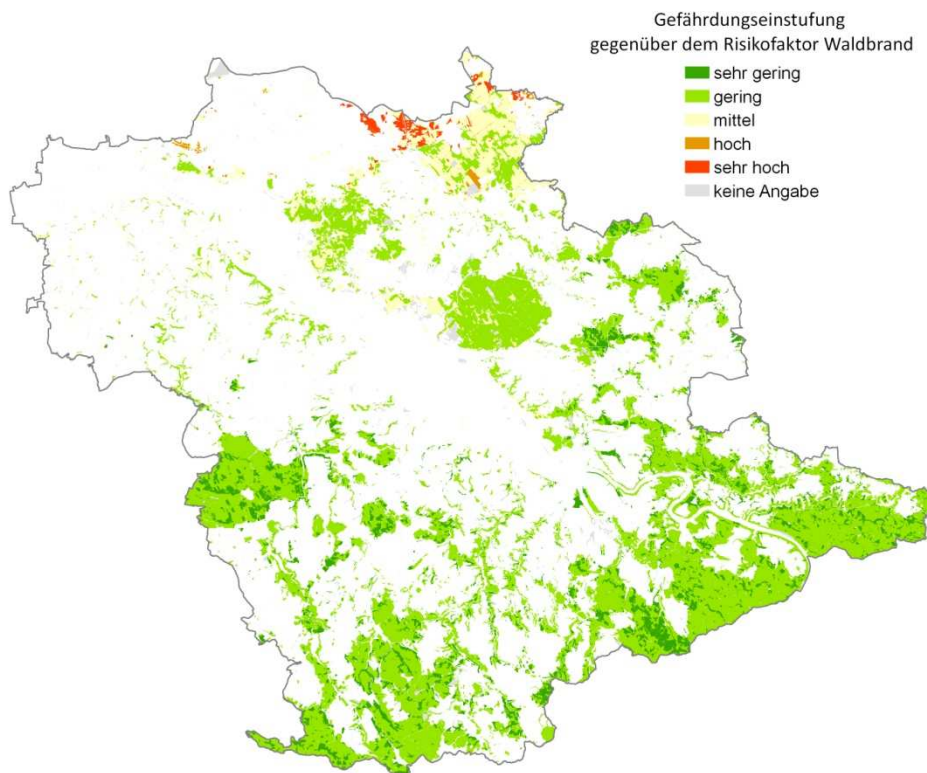 Gefährdungseinstufung
gegenüber dem Risikofaktor Waldbrand
sehr gering
gering
mittel
hoch
sehr hoch
keine Angabe